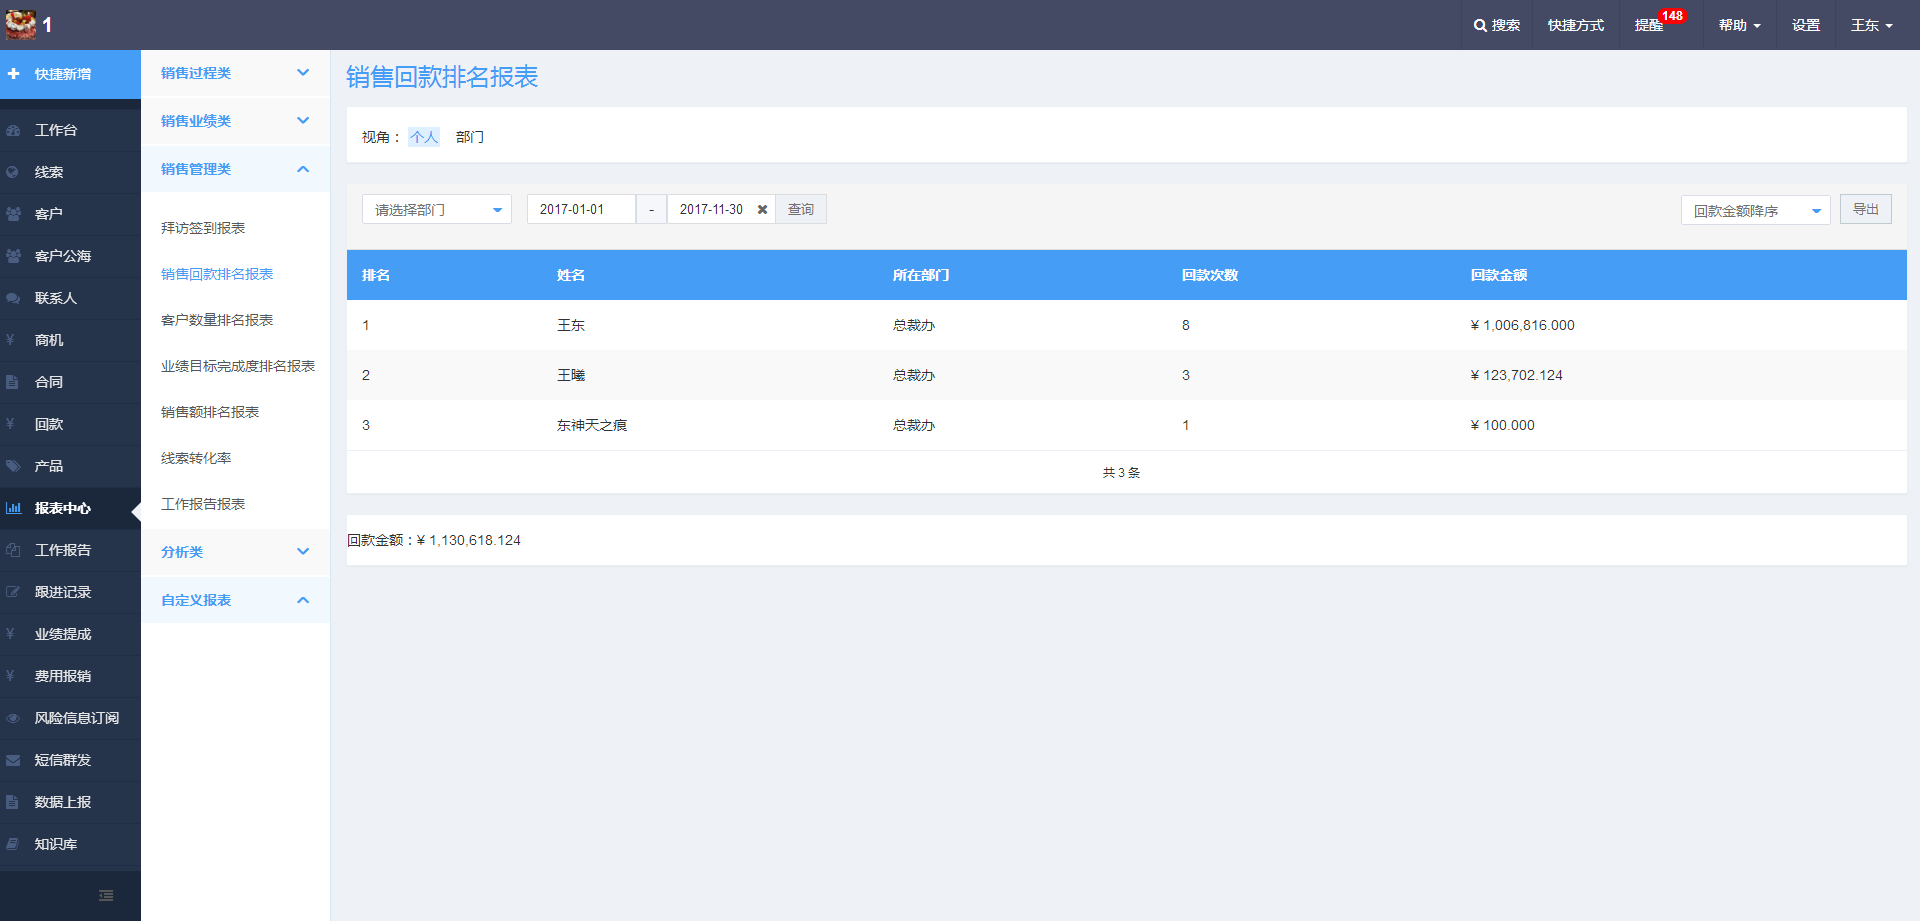 1
搜索 快捷方式 提醒 148 帮助 设置 王东
快捷新增
工作台
线索
客户
客户公海
联系人
商机
合同
回款
产品
报表中心
工作报告
跟进记录
业绩提成
费用报销
风险信息订阅
短信群发
数据上报
知识库
销售过程类
销售业绩类
销售管理类
拜访签到报表
销售回款排名报表
客户数量排名报表
业绩目标完成度排名报表
销售额排名报表
线索转化率
工作报告报表
分析类
自定义报表
销售回款排名报表
视角： 个人 部门
请选择部门 2017-01-01 - 2017-11-30 查询 回款金额降序 导出
排名 姓名 所在部门 回款次数 回款金额
1 王东 总裁办 8 ¥ 1,006,816.000
2 王曦 总裁办 3 ¥ 123,702.124
3 东神天之痕 总裁办 1 ¥ 100.000
共 3 条
回款金额：¥ 1,130,618.124